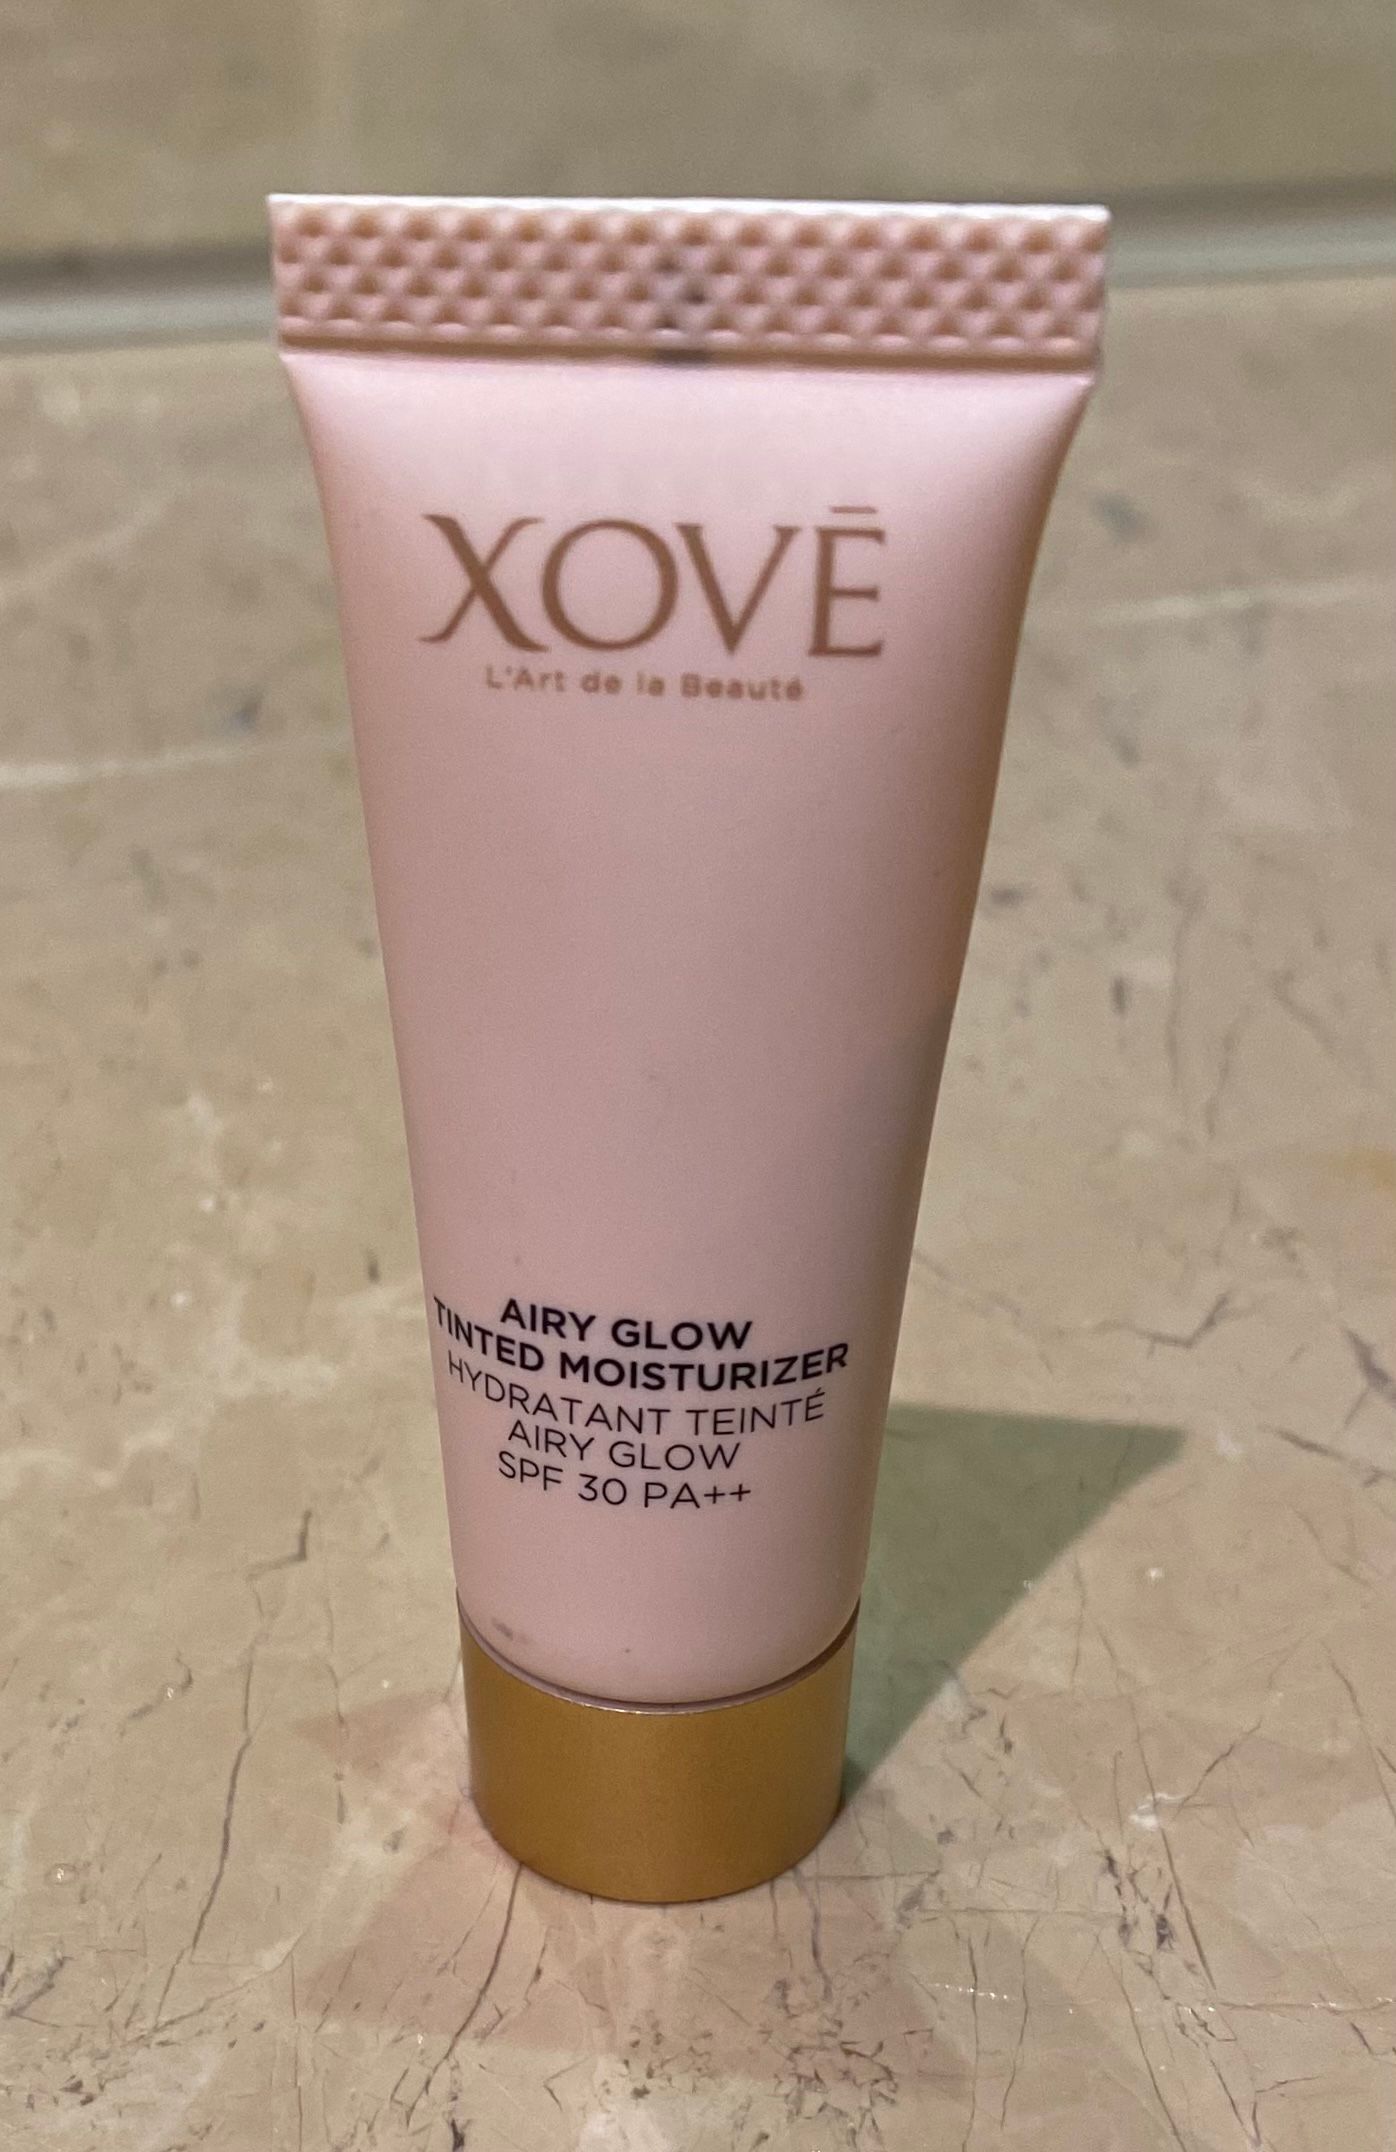 XOVĒ
L'Art de la Beauté
AIRY GLOW
TINTED MOISTURIZER
HYDRATANT TEINTÉ
AIRY GLOW
SPF 30 PA++